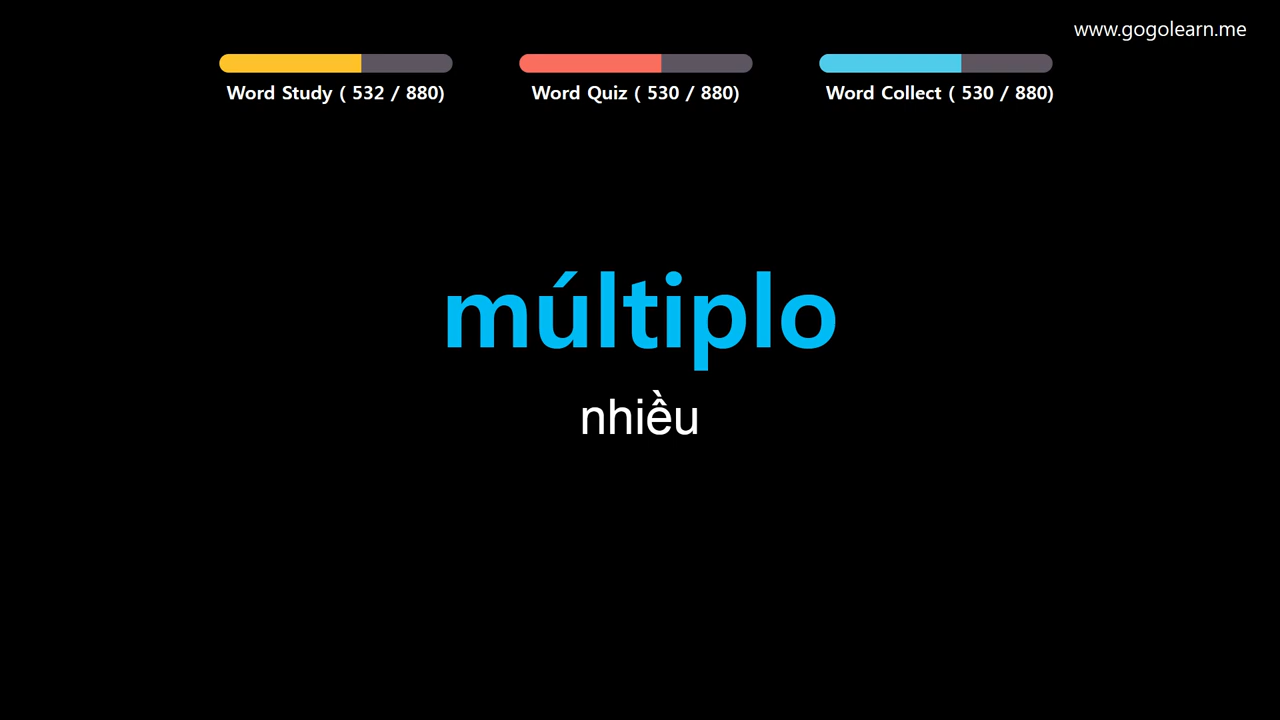 www.gogolearn.me
Word Study ( 532 / 880)
Word Quiz ( 530 / 880)
Word Collect ( 530 / 880)
múltiplo
nhiều